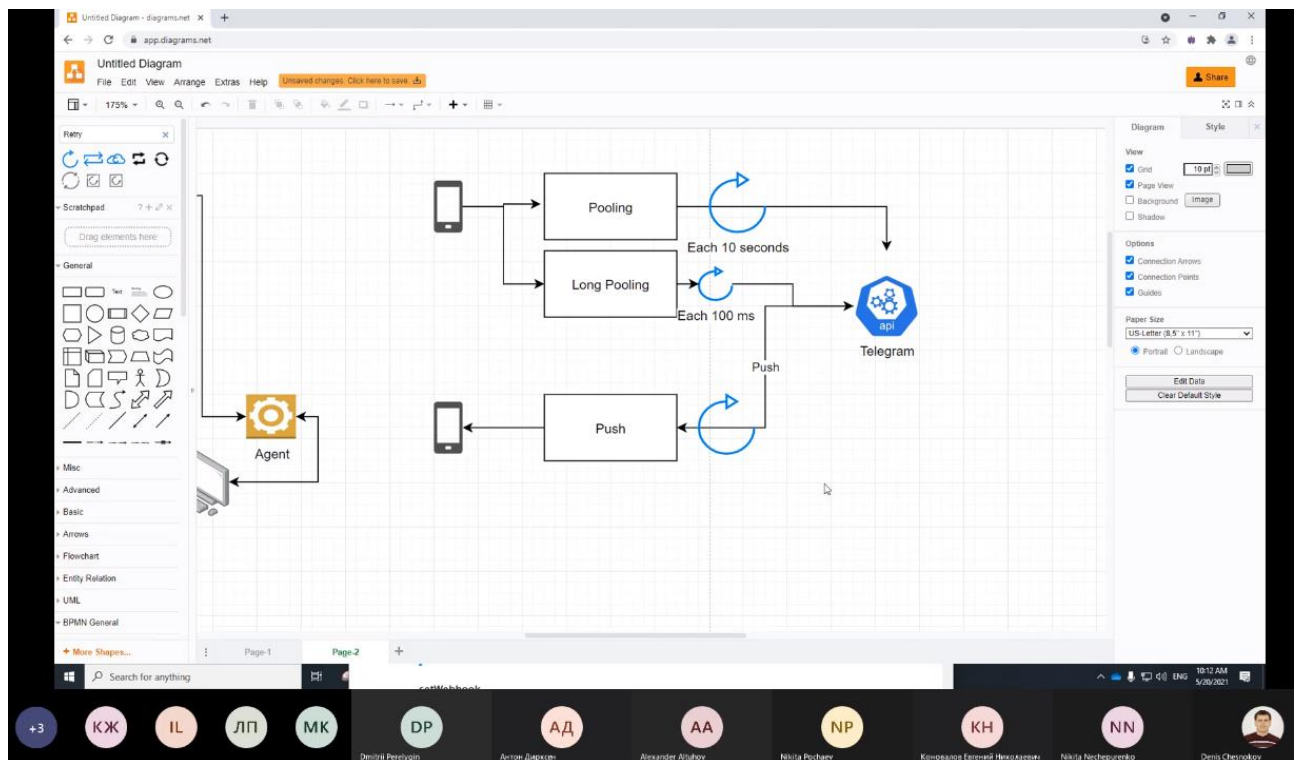 Untitled Diagram - diagrams.net
app.diagrams.net
Untitled Diagram
File Edit View Arrange Extras Help Unsaved changes. Click here to save.
Share
175%
Retry
Scratchpad
Drag elements here
General
Text
Misc
Advanced
Basic
Arrows
Flowchart
Entity Relation
UML
BPMN General
+ More Shapes...
Pooling
Each 10 seconds
Long Pooling
Each 100 ms
api
Telegram
Push
Push
Agent
Diagram Style
View
Grid 10 pt
Page View
Background Image
Shadow
Options
Connection Arrows
Connection Points
Guides
Paper Size
US-Letter (8,5" x 11")
Portrait Landscape
Edit Data
Clear Default Style
Page-1 Page-2
setWebhook
Search for anything
ENG
10:12 AM
5/20/2021
+3 КЖ IL ЛП МК DP АД AA NP КН NN
Dmitrii Perelygin
Антон Дирксен
Alexander Altuhov
Nikita Pochaev
Коновалов Евгений Николаевич
Nikita Nechepurenko
Denis Chesnokov